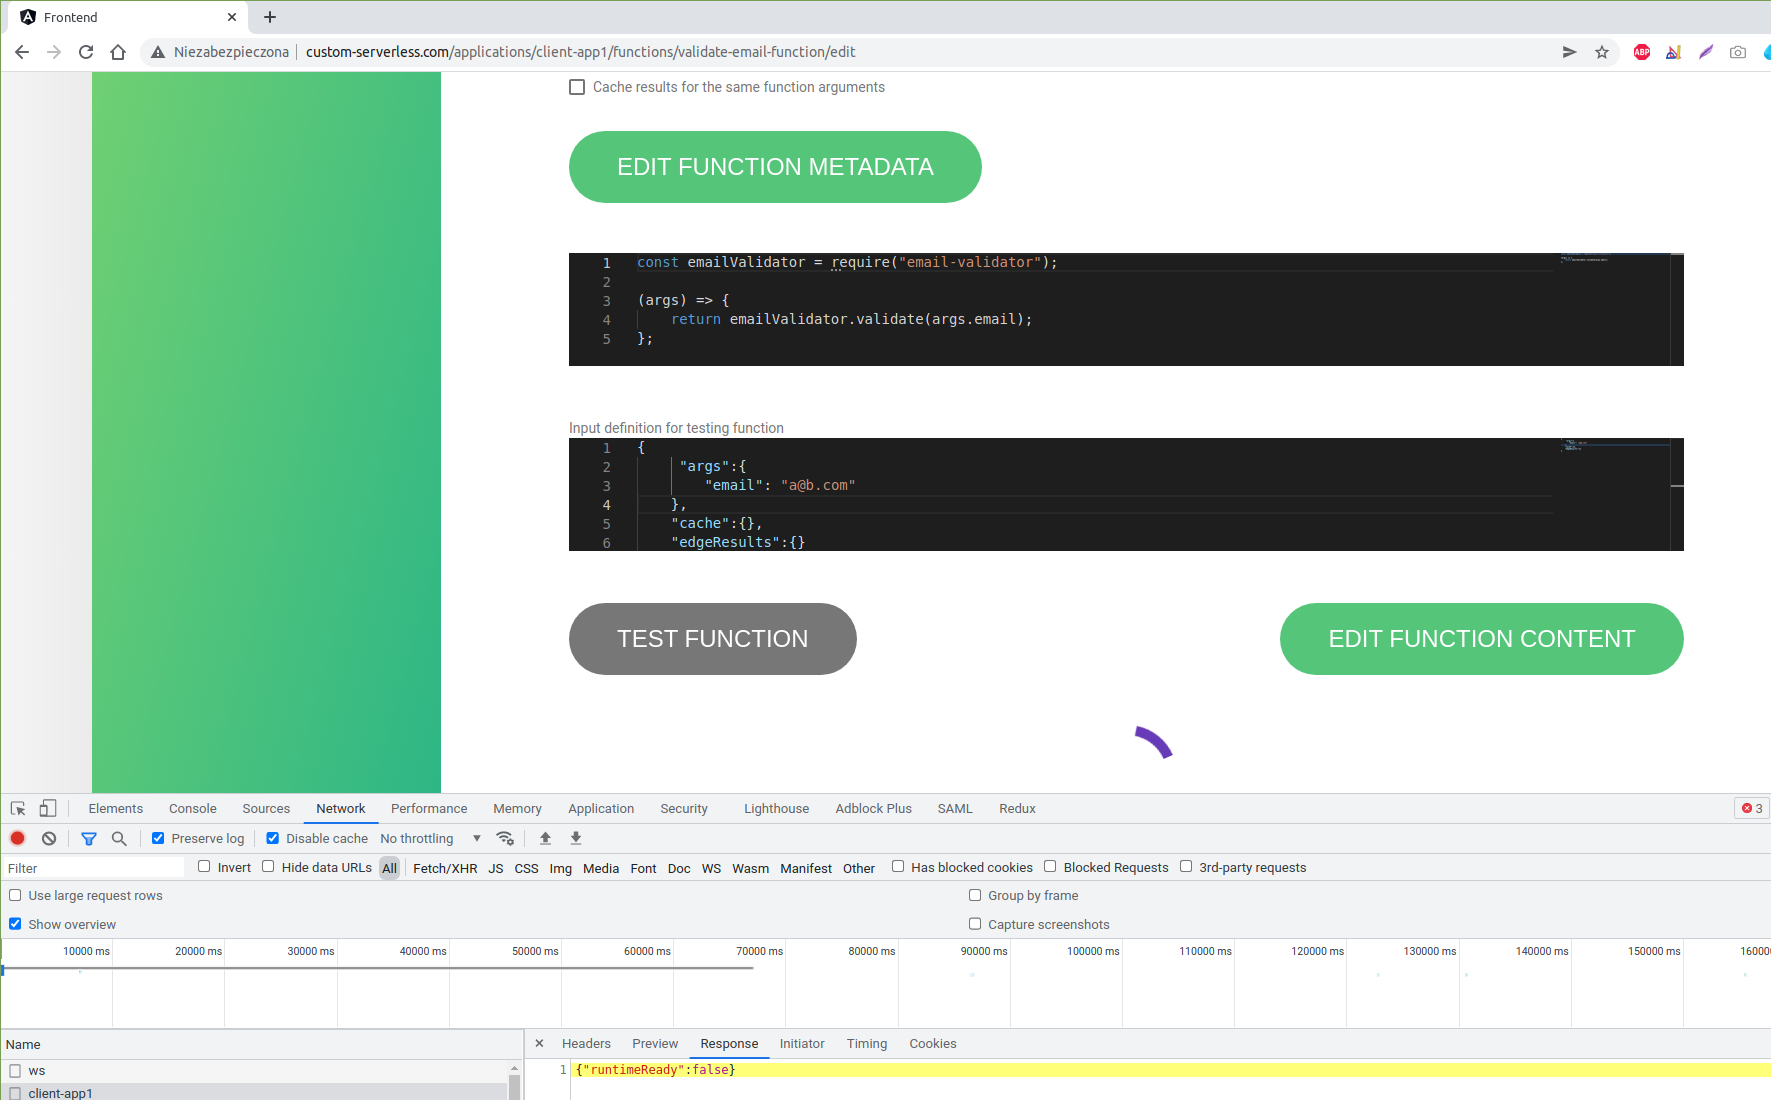 Frontend
Niezabezpieczona custom-serverless.com/applications/client-app1/functions/validate-email-function/edit ABP
Cache results for the same function arguments
EDIT FUNCTION METADATA
1 const emailValidator = require("email-validator");
2
3 (args) => {
4 return emailValidator.validate(args.email);
5 };
Input definition for testing function
1 {
2 "args":{
3 "email": "a@b.com"
4 },
5 "cache":{},
6 "edgeResults":{}
TEST FUNCTION EDIT FUNCTION CONTENT
Elements Console Sources Network Performance Memory Application Security Lighthouse Adblock Plus SAML Redux 3
Preserve log Disable cache No throttling
Filter Invert Hide data URLs All Fetch/XHR JS CSS Img Media Font Doc WS Wasm Manifest Other Has blocked cookies Blocked Requests 3rd-party requests
Use large request rows Group by frame
Show overview Capture screenshots
10000 ms 20000 ms 30000 ms 40000 ms 50000 ms 60000 ms 70000 ms 80000 ms 90000 ms 100000 ms 110000 ms 120000 ms 130000 ms 140000 ms 150000 ms 160000
Name Headers Preview Response Initiator Timing Cookies
ws 1 {"runtimeReady":false}
client-app1